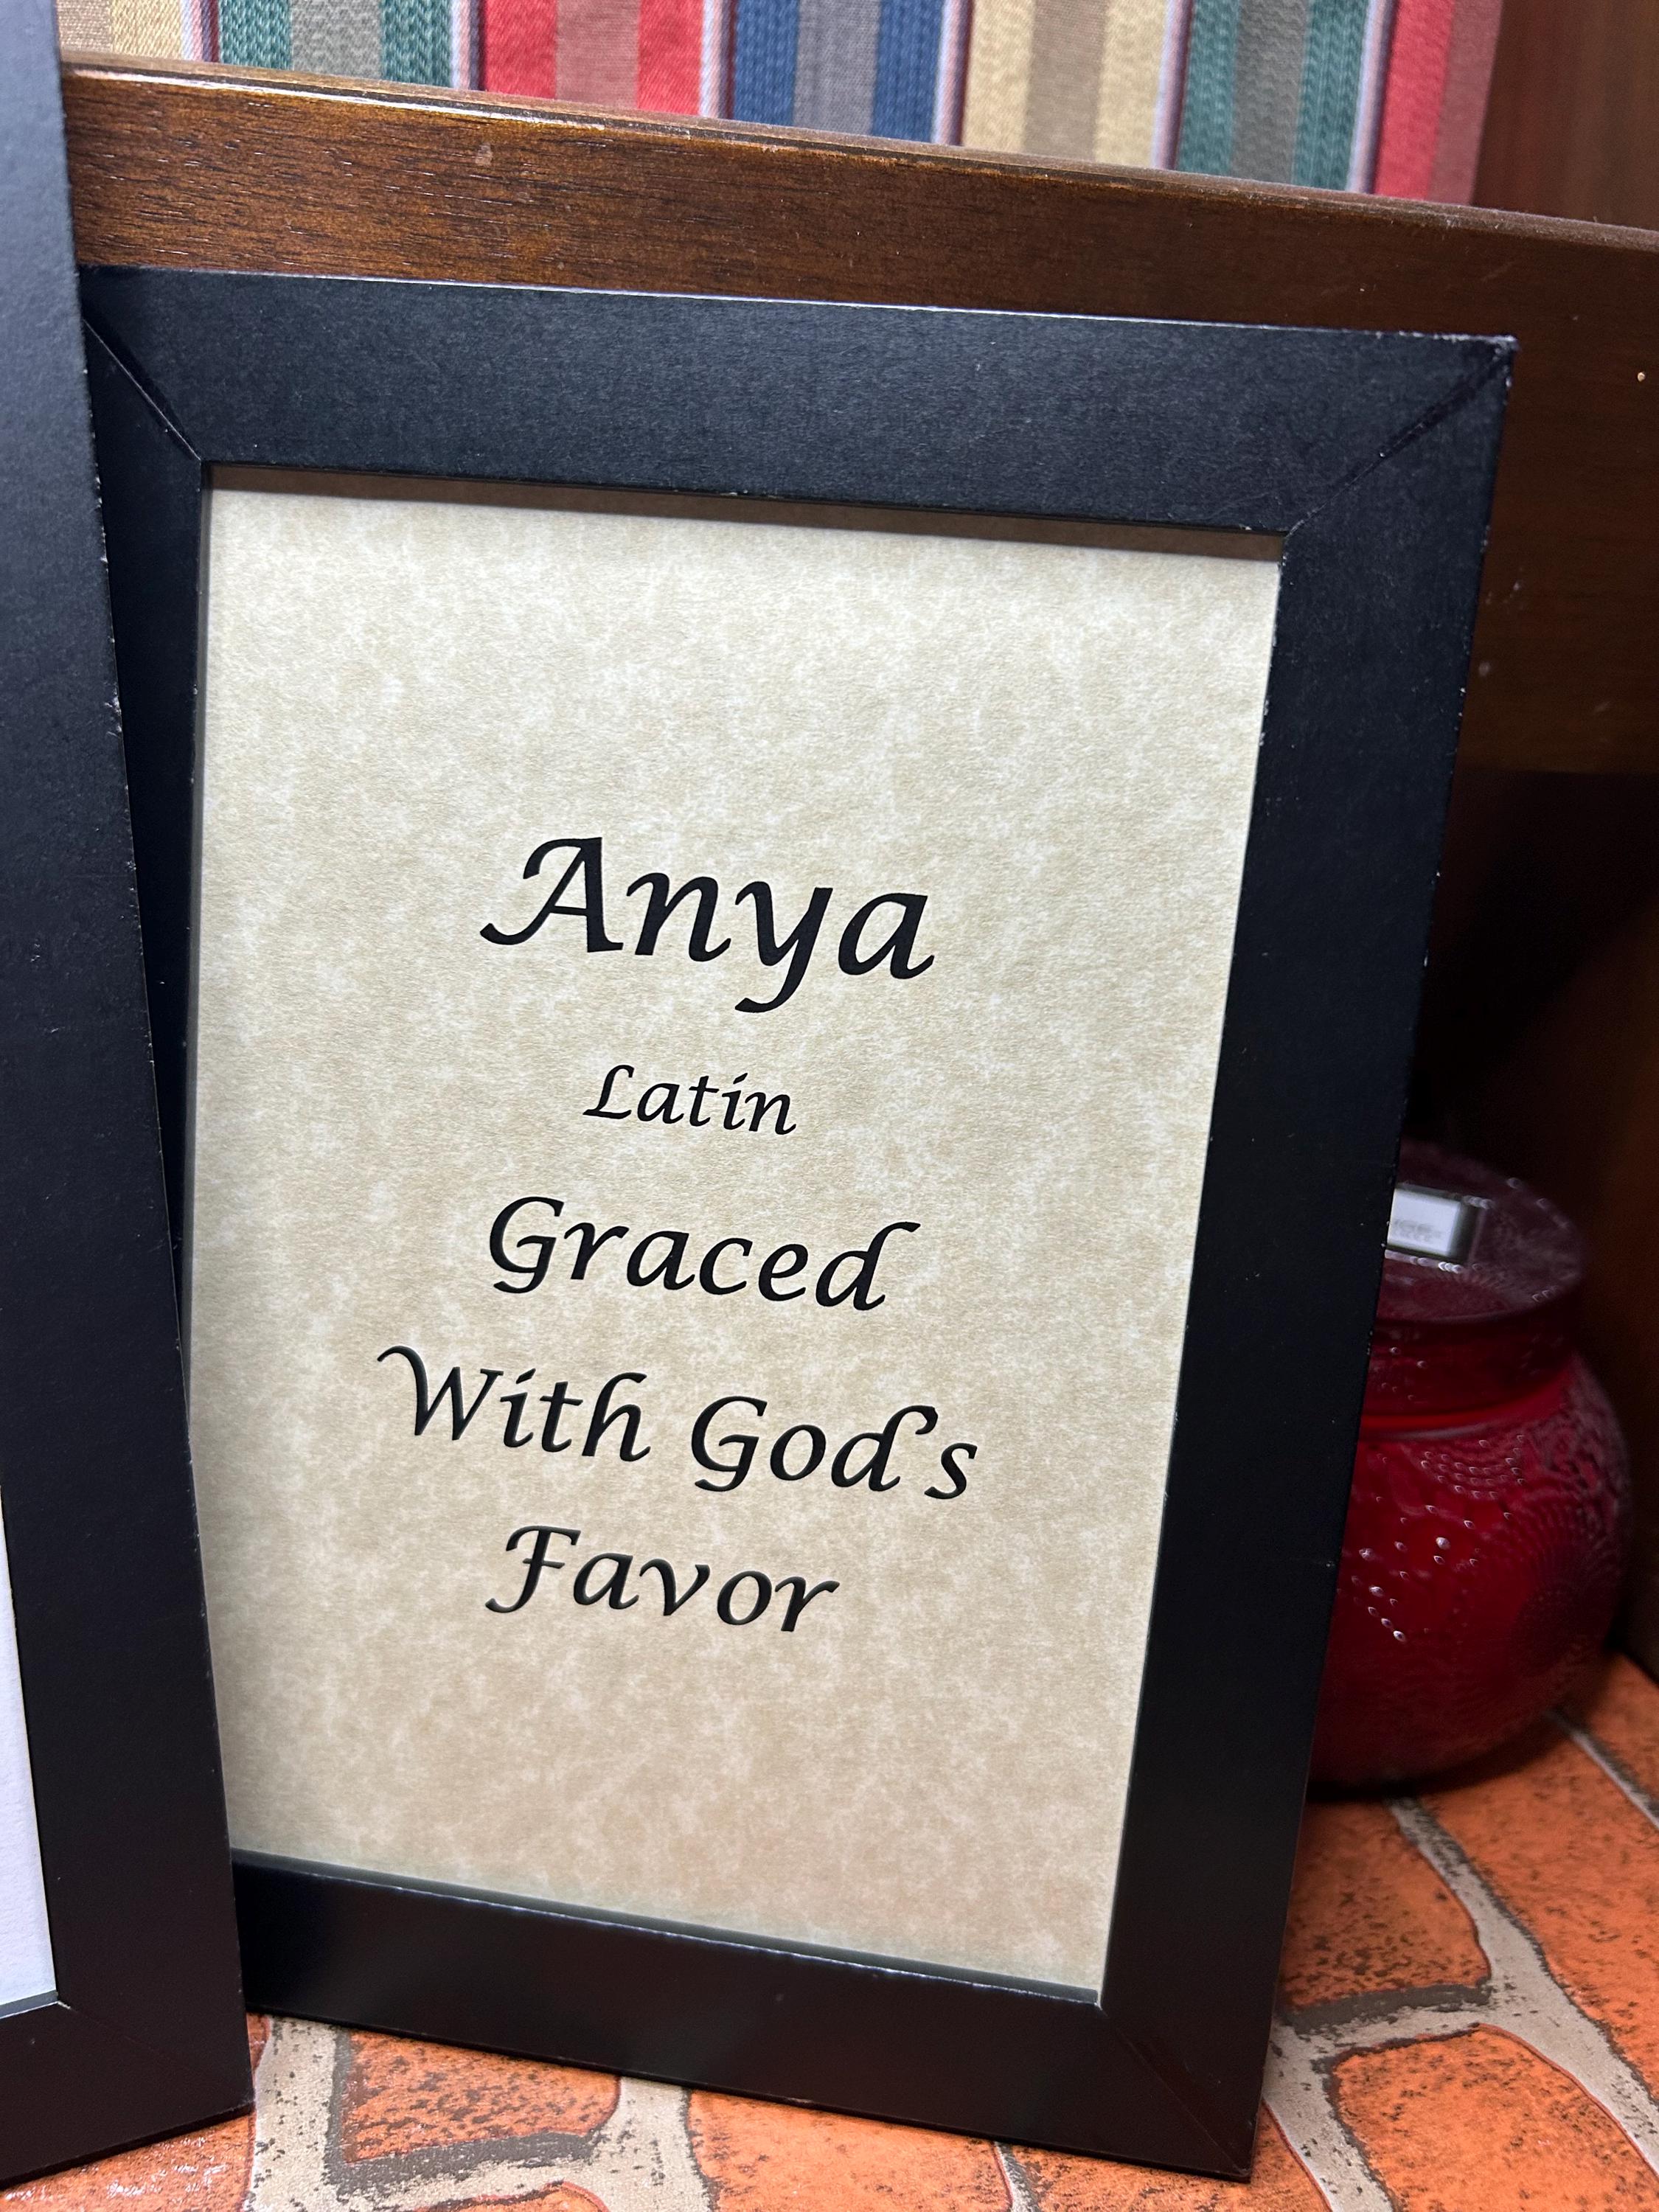 Anya
Latin
Graced
With God's
Favor